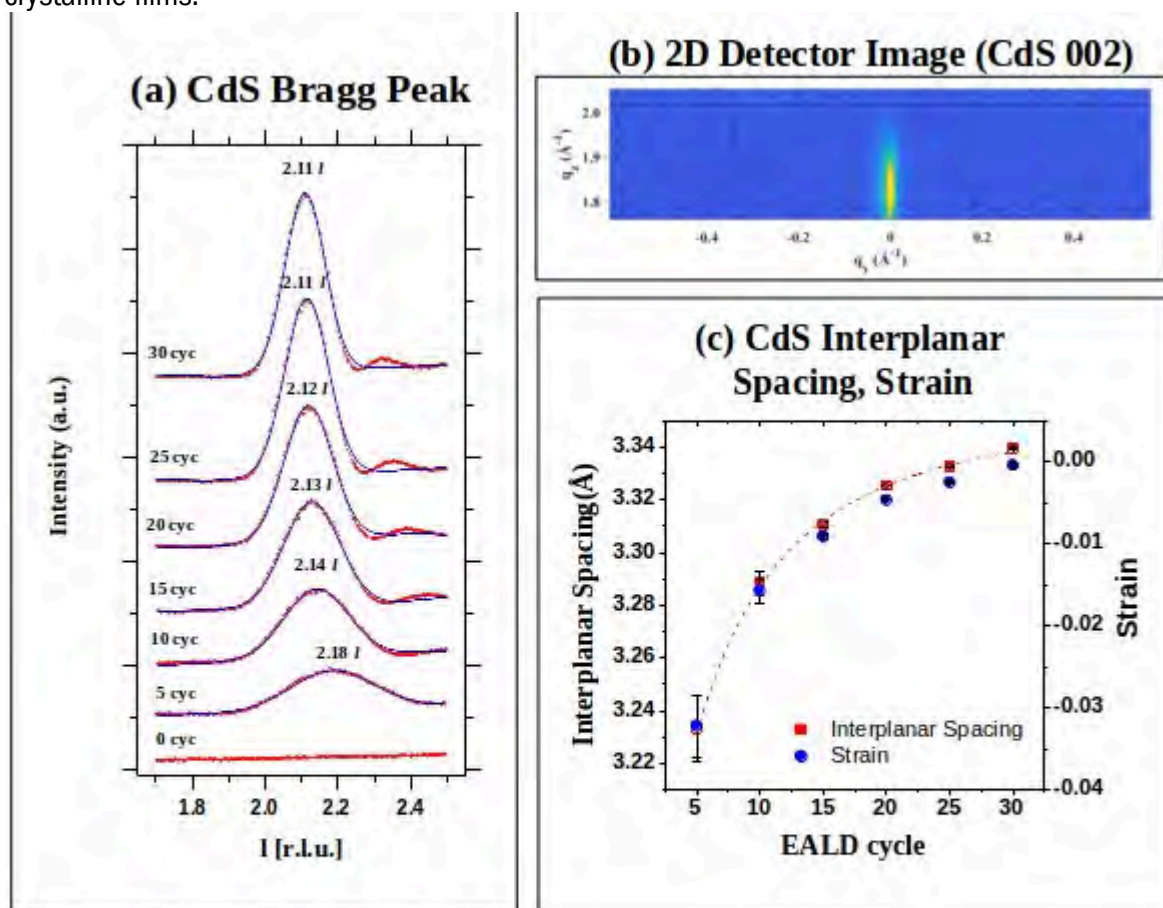 crystalline films.
(a) CdS Bragg Peak
2.11 l
2.11 l
30 cyc
2.12 l
25 cyc
2.13 l
20 cyc
2.14 l
15 cyc
10 cyc
2.18 l
5 cyc
0 cyc
Intensity (a.u.)
1.8 2.0 2.2 2.4
l [r.l.u.]
(b) 2D Detector Image (CdS 002)
2.0
1.9
1.8
qz (Å-1)
-0.4 -0.2 0 0.2 0.4
(c) CdS Interplanar
Spacing, Strain
3.34
3.32
3.30
3.28
3.26
3.24
3.22
Interplanar Spacing(Å)
0.00
-0.01
-0.02
-0.03
-0.04
Strain
Interplanar Spacing
Strain
5 10 15 20 25 30
EALD cycle